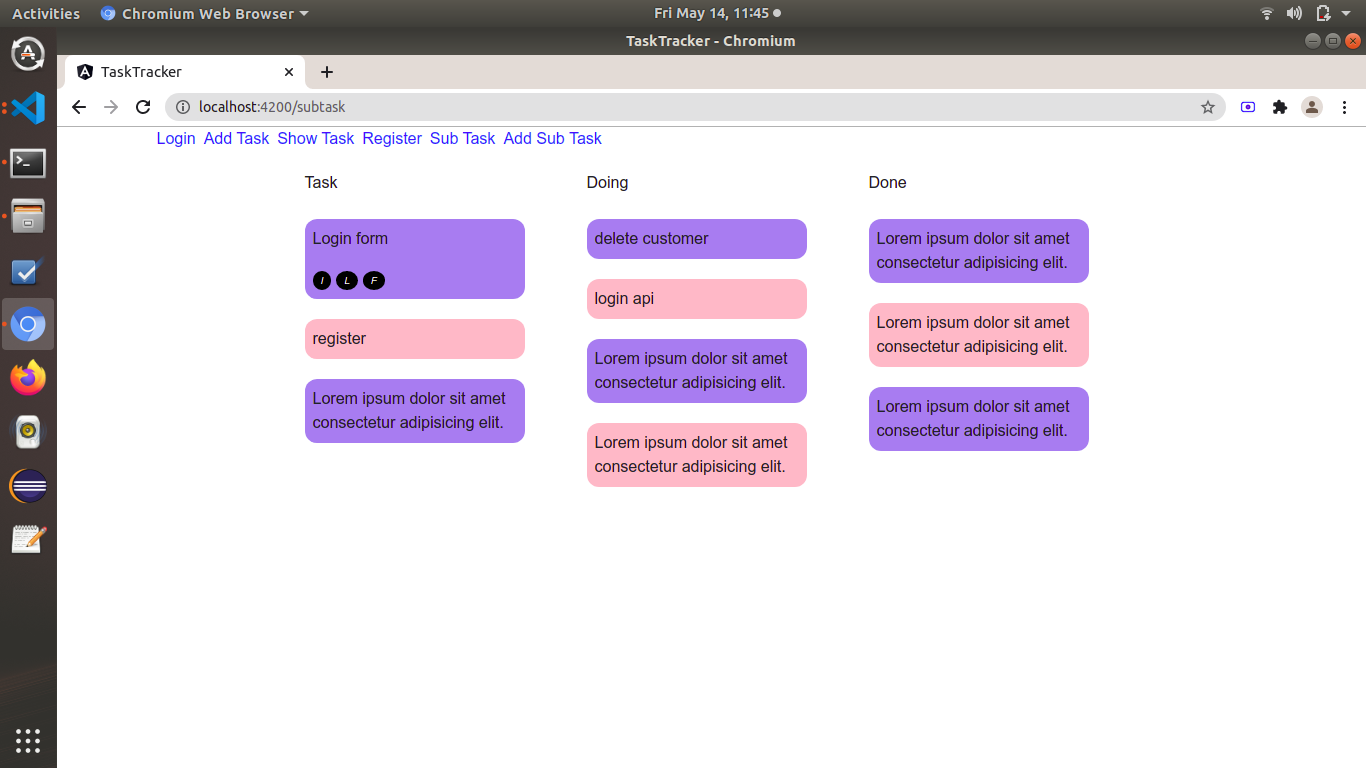 Activities Chromium Web Browser Fri May 14, 11:45
TaskTracker - Chromium
TaskTracker
localhost:4200/subtask
Login Add Task Show Task Register Sub Task Add Sub Task
Task
Login form
I L F
register
Lorem ipsum dolor sit amet
consectetur adipisicing elit.
Doing
delete customer
login api
Lorem ipsum dolor sit amet
consectetur adipisicing elit.
Lorem ipsum dolor sit amet
consectetur adipisicing elit.
Done
Lorem ipsum dolor sit amet
consectetur adipisicing elit.
Lorem ipsum dolor sit amet
consectetur adipisicing elit.
Lorem ipsum dolor sit amet
consectetur adipisicing elit.